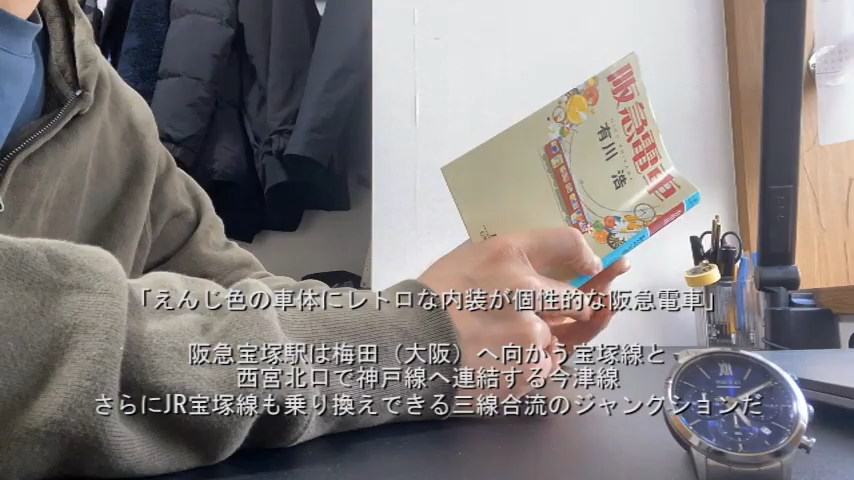 阪急電車
有川 浩
「えんじ色の車体にレトロな内装が個性的な阪急電車」
阪急宝塚駅は梅田（大阪）へ向かう宝塚線と
西宮北口で神戸線へ連結する今津線
さらにJR宝塚線も乗り換えできる三線合流のジャンクションだ